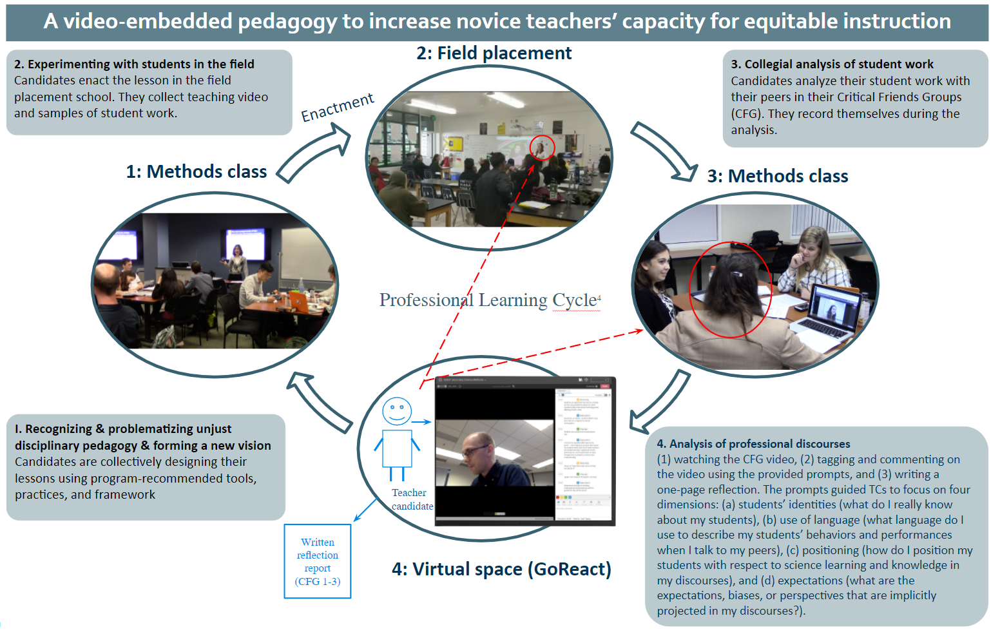 A video-embedded pedagogy to increase novice teachers’ capacity for equitable instruction
2: Field placement
2. Experimenting with students in the field
Candidates enact the lesson in the field
placement school. They collect teaching video
and samples of student work.
Enactment
3. Collegial analysis of student work
Candidates analyze their student work with
their peers in their Critical Friends Groups
(CFG). They record themselves during the
analysis.
1: Methods class
3: Methods class
Professional Learning Cycle4
I. Recognizing & problematizing unjust
disciplinary pedagogy & forming a new vision
Candidates are collectively designing their
lessons using program-recommended tools,
practices, and framework
Teacher
candidate
Written
reflection
report
(CFG 1-3)
4: Virtual space (GoReact)
4. Analysis of professional discourses
(1) watching the CFG video, (2) tagging and commenting on
the video using the provided prompts, and (3) writing a
one-page reflection. The prompts guided TCs to focus on four
dimensions: (a) students’ identities (what do I really know
about my students), (b) use of language (what language do I
use to describe my students’ behaviors and performances
when I talk to my peers), (c) positioning (how do I position my
students with respect to science learning and knowledge in
my discourses), and (d) expectations (what are the
expectations, biases, or perspectives that are implicitly
projected in my discourses?).